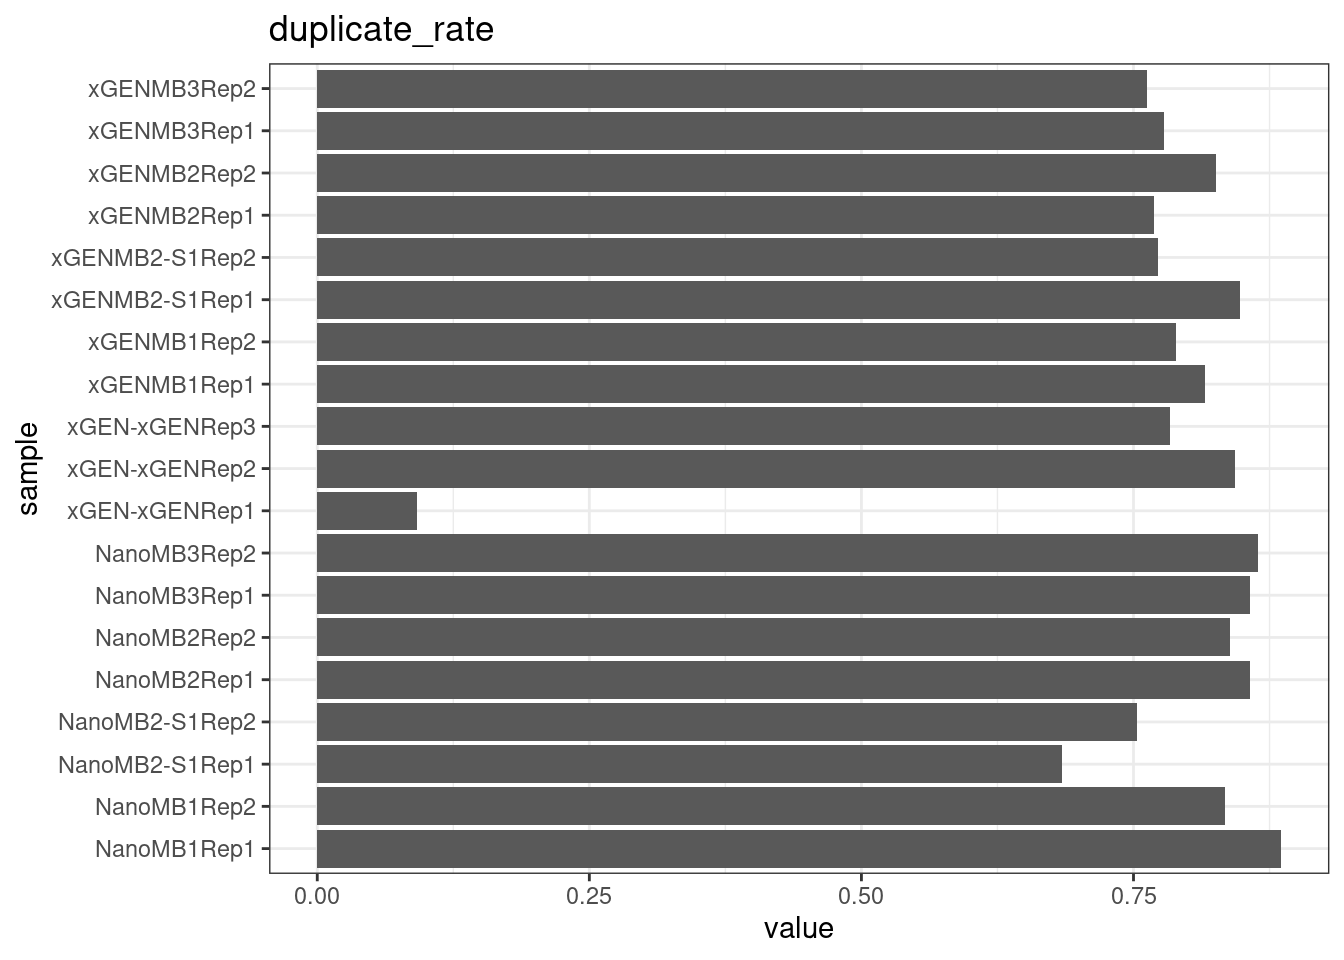 duplicate_rate
xGENMB3Rep2
xGENMB3Rep1
xGENMB2Rep2
xGENMB2Rep1
xGENMB2-S1Rep2
xGENMB2-S1Rep1
xGENMB1Rep2
xGENMB1Rep1
xGEN-xGENRep3
xGEN-xGENRep2
xGEN-xGENRep1
NanoMB3Rep2
NanoMB3Rep1
NanoMB2Rep2
NanoMB2Rep1
NanoMB2-S1Rep2
NanoMB2-S1Rep1
NanoMB1Rep2
NanoMB1Rep1
sample
0.00 0.25 0.50 0.75
value